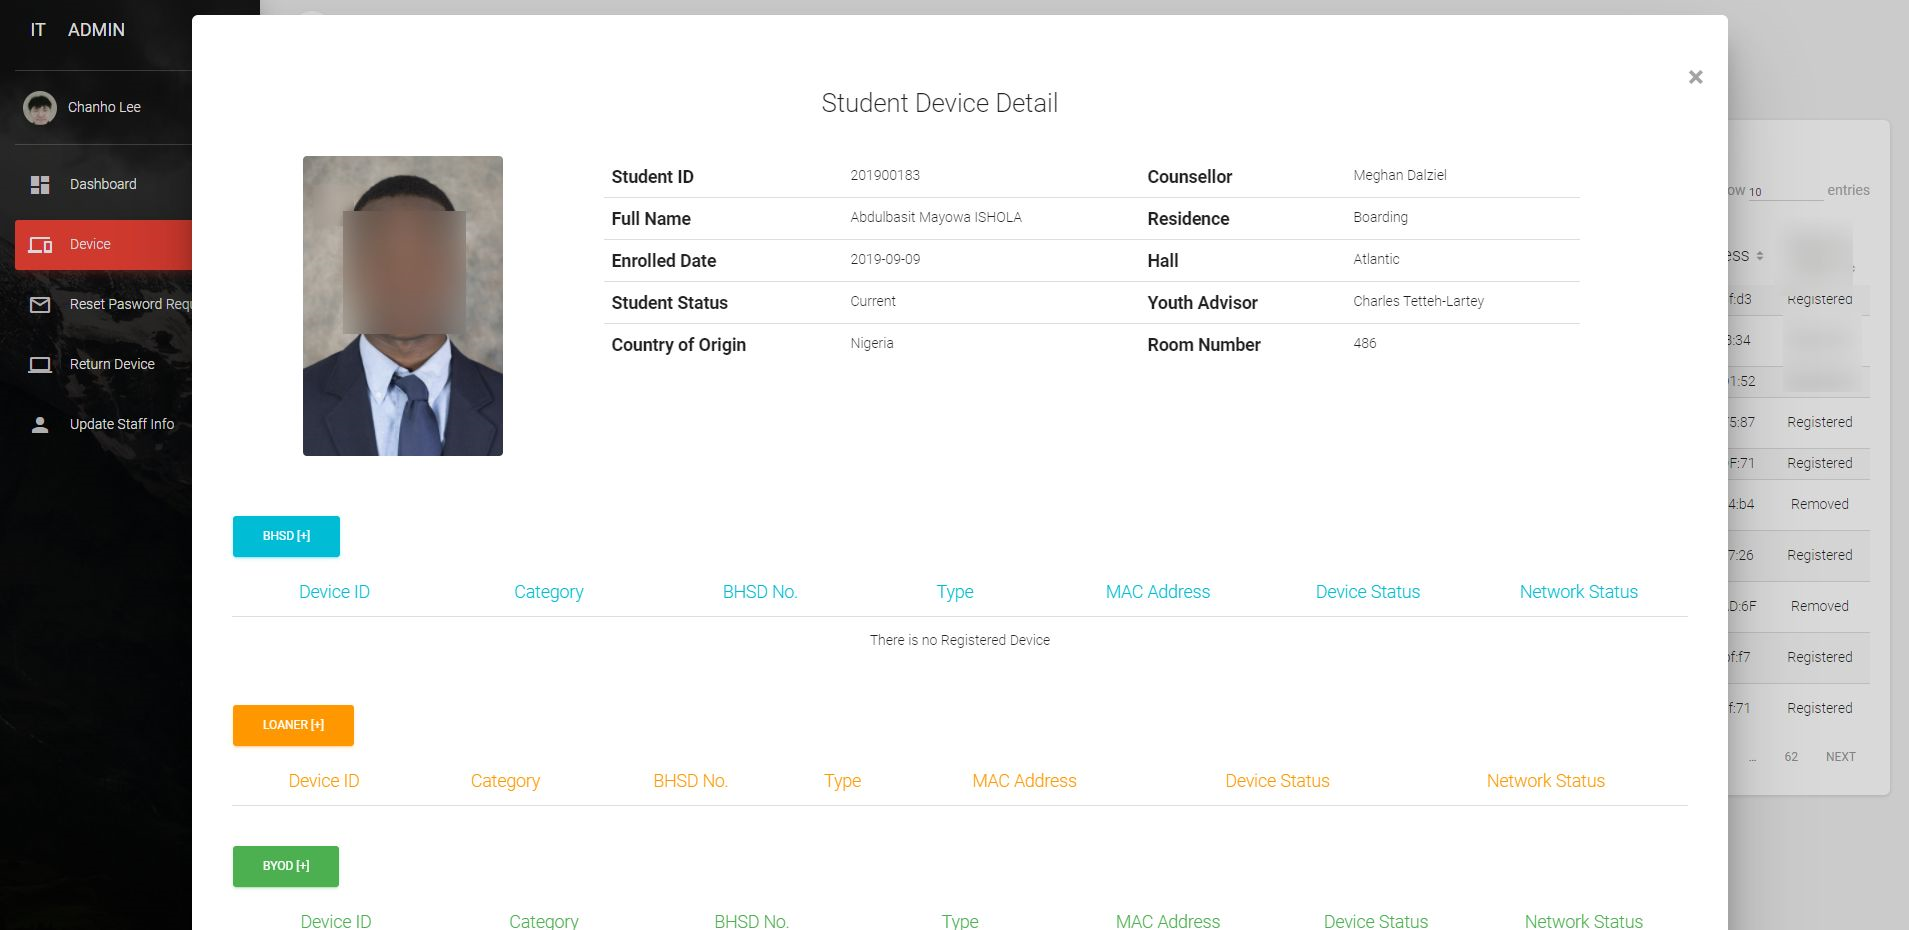 IT ADMIN
Chanho Lee
Dashboard
Device
Reset Pasword Requ
Return Device
Update Staff Info
×
Student Device Detail
Student ID 201900183 Counsellor Meghan Dalziel
Full Name Abdulbasit Mayowa ISHOLA Residence Boarding
Enrolled Date 2019-09-09 Hall Atlantic
Student Status Current Youth Advisor Charles Tetteh-Lartey
Country of Origin Nigeria Room Number 486
BHSD [+]
Device ID Category BHSD No. Type MAC Address Device Status Network Status
There is no Registered Device
LOANER [+]
Device ID Category BHSD No. Type MAC Address Device Status Network Status
BYOD [+]
Device ID Category BHSD No. Type MAC Address Device Status Network Status
ow 10 entries
ess
f:d3 Registered
3:34
1:52
5:87 Registered
F:71 Registered
4:b4 Removed
7:26 Registered
D:6F Removed
f:f7 Registered
f:71 Registered
... 62 NEXT